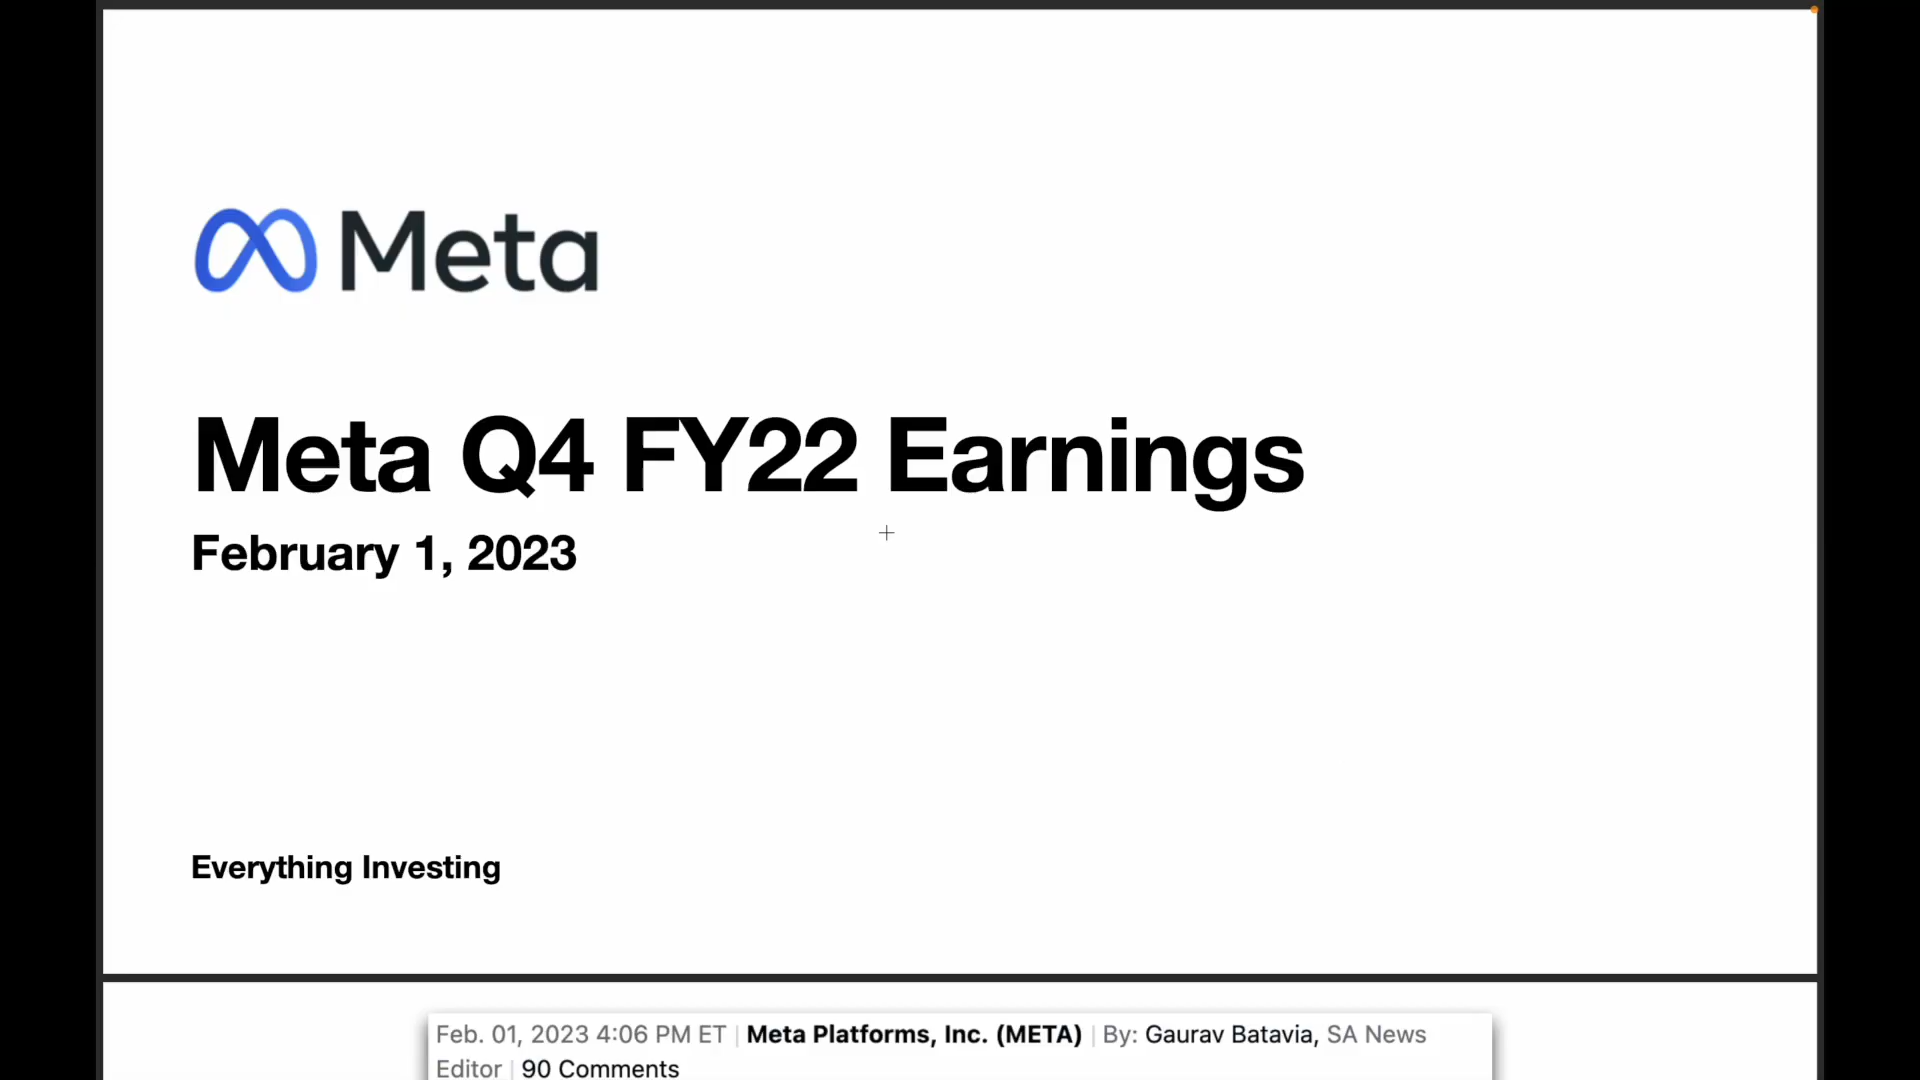 Meta
Meta Q4 FY22 Earnings
February 1, 2023
Everything Investing
Feb. 01, 2023 4:06 PM ET | Meta Platforms, Inc. (META) | By: Gaurav Batavia, SA News
Editor | 90 Comments